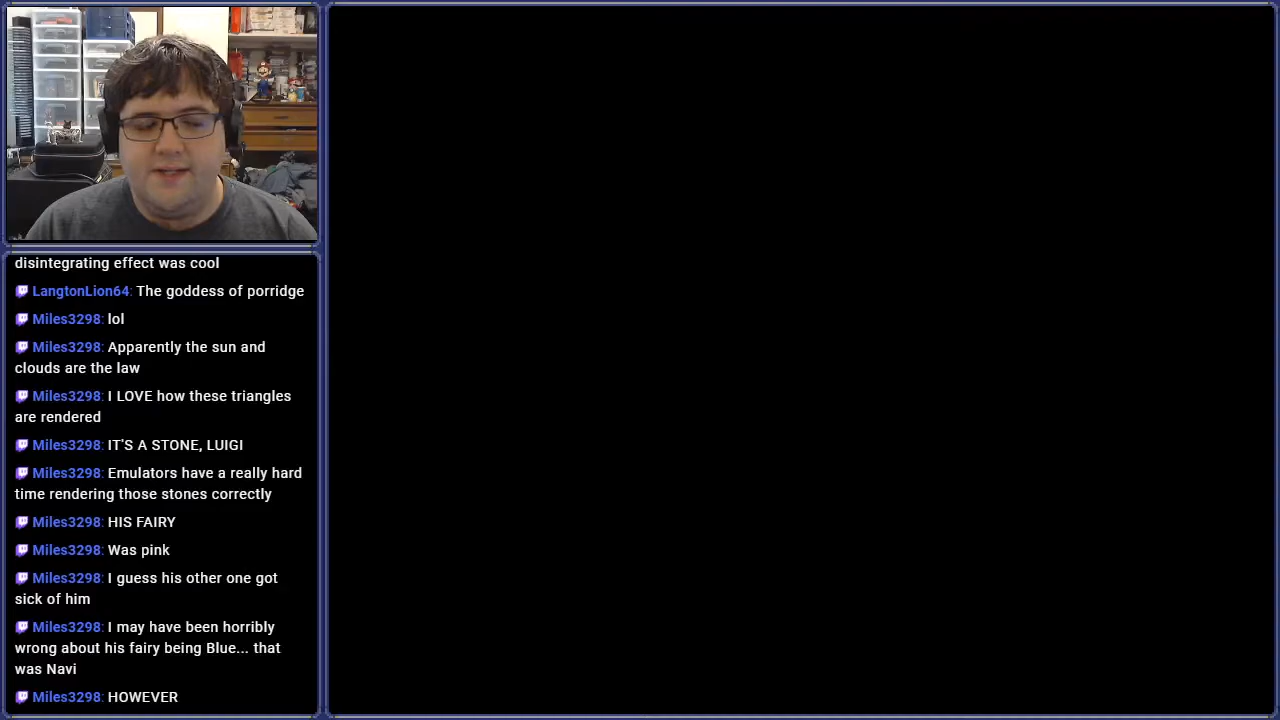 disintegrating effect was cool
LangtonLion64: The goddess of porridge
Miles3298: lol
Miles3298: Apparently the sun and
clouds are the law
Miles3298: I LOVE how these triangles
are rendered
Miles3298: IT'S A STONE, LUIGI
Miles3298: Emulators have a really hard
time rendering those stones correctly
Miles3298: HIS FAIRY
Miles3298: Was pink
Miles3298: I guess his other one got
sick of him
Miles3298: I may have been horribly
wrong about his fairy being Blue... that
was Navi
Miles3298: HOWEVER